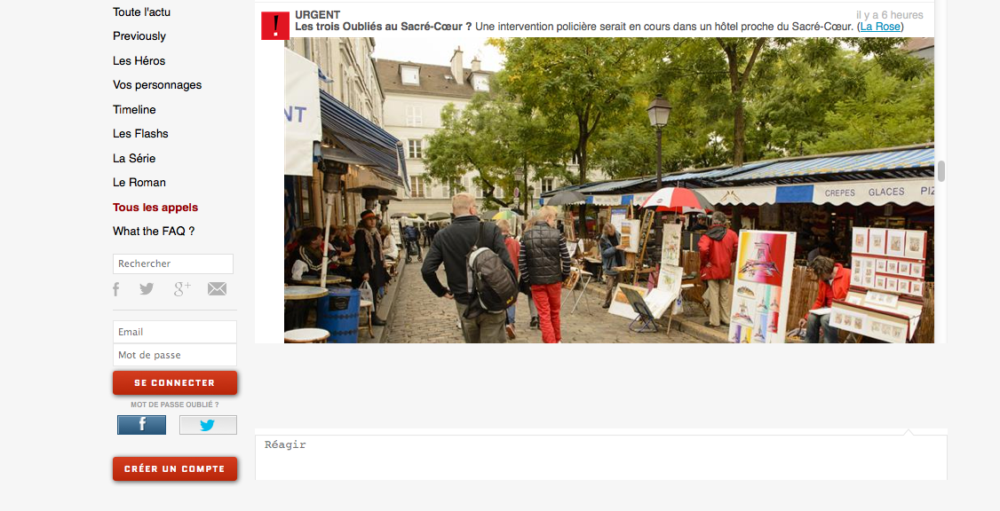 Toute l'actu
Previously
Les Héros
Vos personnages
Timeline
Les Flashs
La Série
Le Roman
Tous les appels
What the FAQ ?
Rechercher
f
g+
Email
Mot de passe
SE CONNECTER
MOT DE PASSE OUBLIÉ ?
f
CRÉER UN COMPTE
!
URGENT
il y a 6 heures
Les trois Oubliés au Sacré-Cœur ? Une intervention policière serait en cours dans un hôtel proche du Sacré-Cœur. (La Rose)
NT
CREPES GLACES PIZ
Réagir